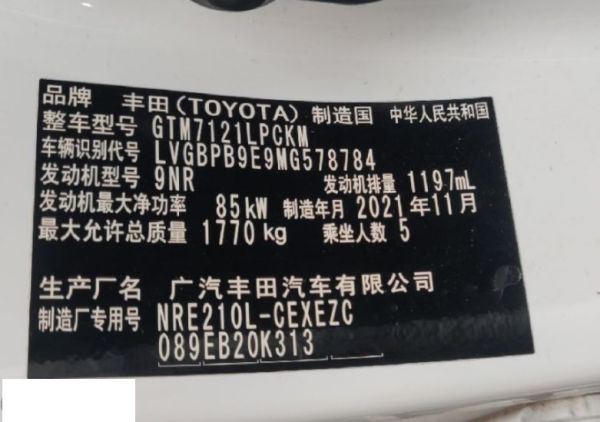 品牌 丰田(TOYOTA) 制造国 中华人民共和国
整车型号 GTM7121LPCKM
车辆识别代号 LVGBPB9E9MG578784
发动机型号 9NR 发动机排量 1197mL
发动机最大净功率 85kW 制造年月 2021年11月
最大允许总质量 1770kg 乘坐人数 5
生产厂名 广汽丰田汽车有限公司
制造厂专用号 NRE210L-CEXEZC
089EB20K313